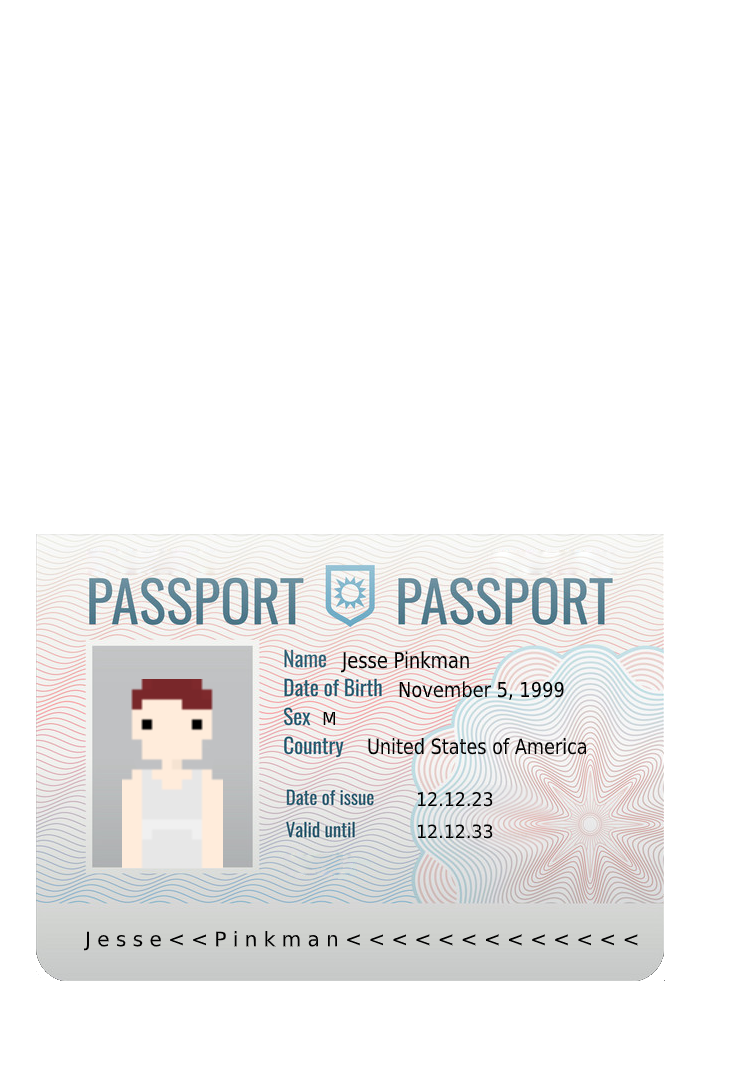 PASSPORT PASSPORT
Name Jesse Pinkman
Date of Birth November 5, 1999
Sex M
Country United States of America
Date of issue 12.12.23
Valid until 12.12.33
Jesse<<Pinkman<<<<<<<<<<<<<